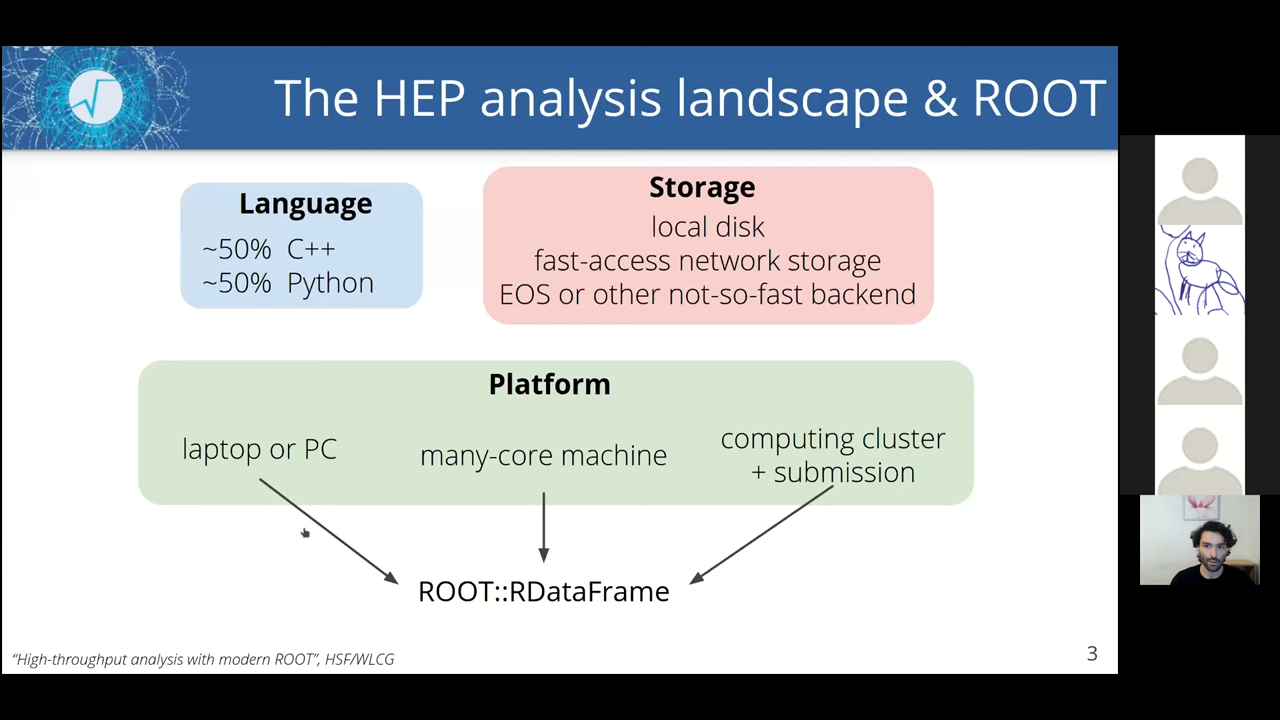 The HEP analysis landscape & ROOT
Language
~50% C++
~50% Python
Storage
local disk
fast-access network storage
EOS or other not-so-fast backend
Platform
laptop or PC
many-core machine
computing cluster
+ submission
ROOT::RDataFrame
"High-throughput analysis with modern ROOT", HSF/WLCG
3